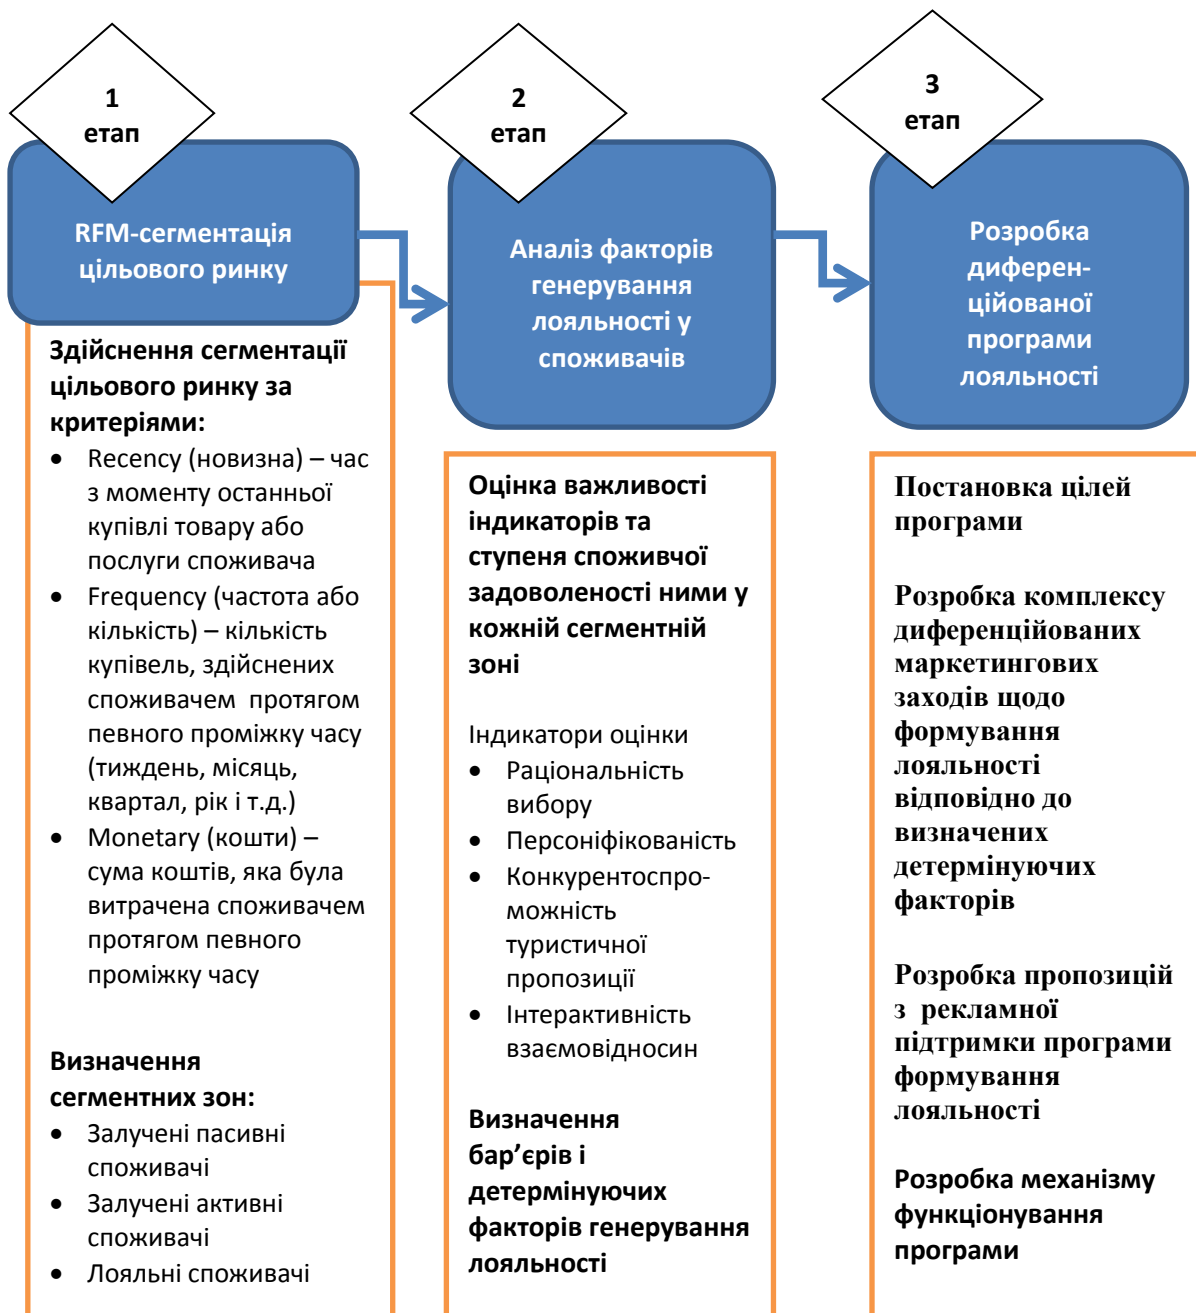 1
етап
RFM-сегментація
цільового ринку
Здійснення сегментації
цільового ринку за
критеріями:
• Recency (новизна) – час
з моменту останньої
купівлі товару або
послуги споживача
• Frequency (частота або
кількість) – кількість
купівель, здійснених
споживачем протягом
певного проміжку часу
(тиждень, місяць,
квартал, рік і т.д.)
• Monetary (кошти) –
сума коштів, яка була
витрачена споживачем
протягом певного
проміжку часу
Визначення
сегментних зон:
• Залучені пасивні
споживачі
• Залучені активні
споживачі
• Лояльні споживачі
2
етап
Аналіз факторів
генерування
лояльності у
споживачів
Оцінка важливості
індикаторів та
ступеня споживчої
задоволеності ними у
кожній сегментній
зоні
Індикатори оцінки
• Раціональність
вибору
• Персоніфікованість
• Конкурентоспро-
можність
туристичної
пропозиції
• Інтерактивність
взаємовідносин
Визначення
бар’єрів і
детермінуючих
факторів генерування
лояльності
3
етап
Розробка
диферен-
ційованої
програми
лояльності
Постановка цілей
програми
Розробка комплексу
диференційованих
маркетингових
заходів щодо
формування
лояльності
відповідно до
визначених
детермінуючих
факторів
Розробка пропозицій
з рекламної
підтримки програми
формування
лояльності
Розробка механізму
функціонування
програми